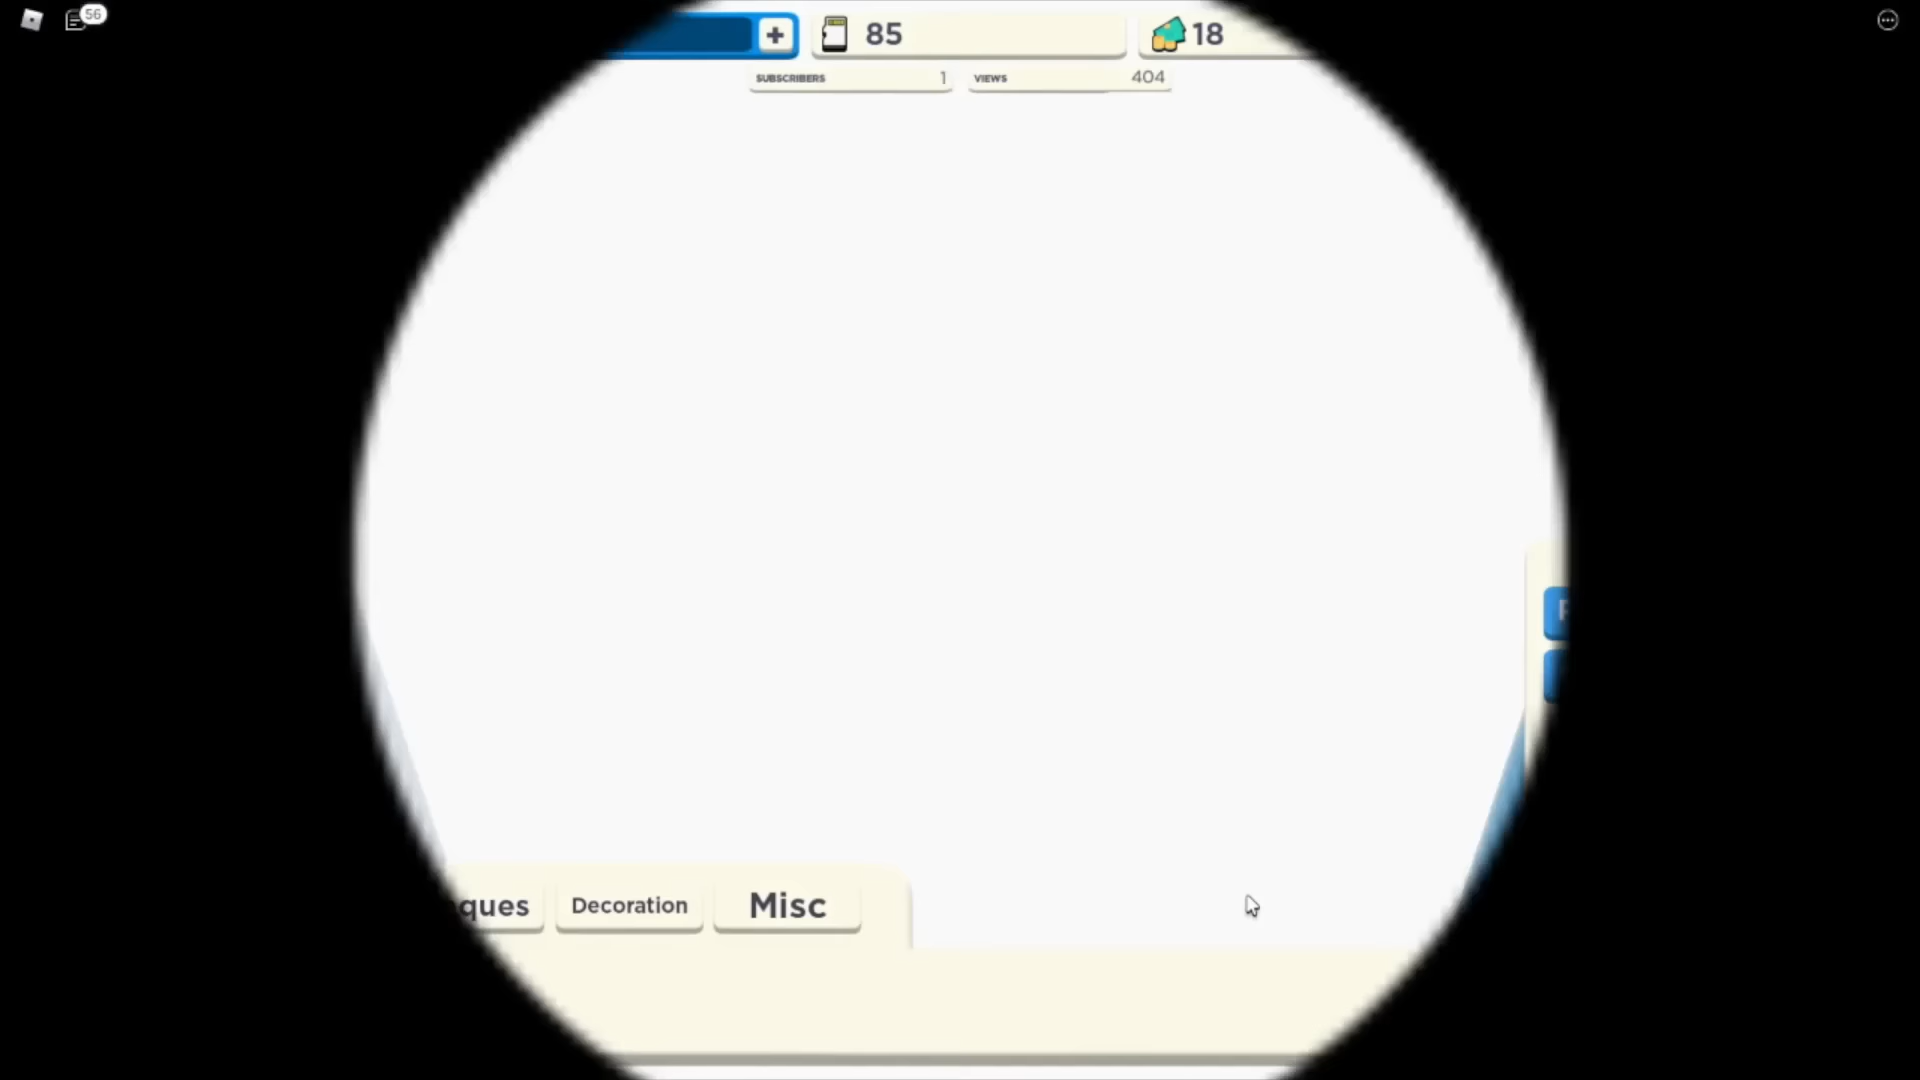 56
85
18
SUBSCRIBERS 1
VIEWS 404
ques
Decoration
Misc